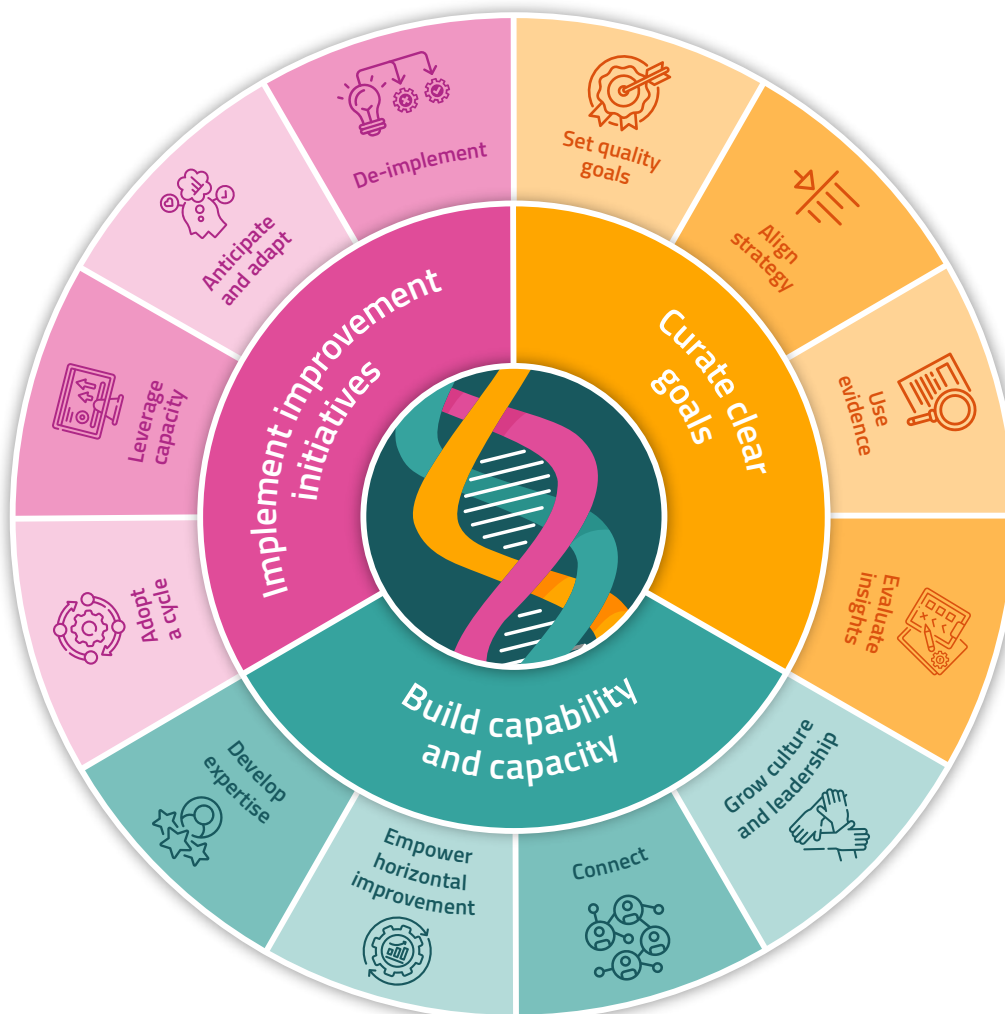 Curate clear
goals
Set quality
goals
Align
strategy
Use
evidence
Evaluate
insights
Build capability
and capacity
Grow culture
and leadership
Connect
Empower
horizontal
improvement
Develop
expertise
Implement improvement
initiatives
Adopt
a cycle
Leverage
capacity
Anticipate
and adapt
De-implement